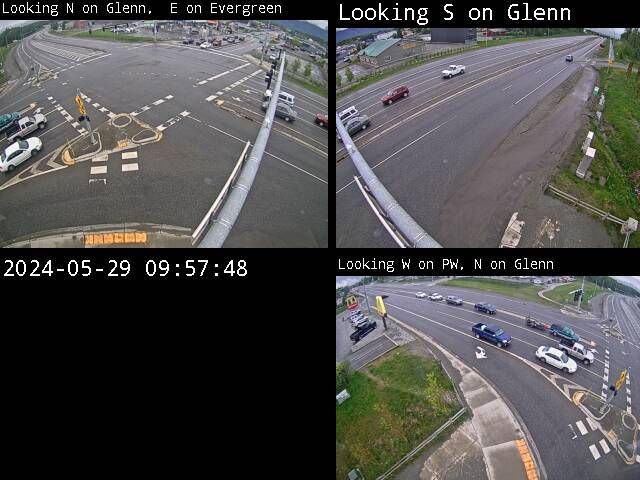 Looking N on Glenn, E on Evergreen
Looking S on Glenn
2024-05-29 09:57:48
Looking W on PW, N on Glenn